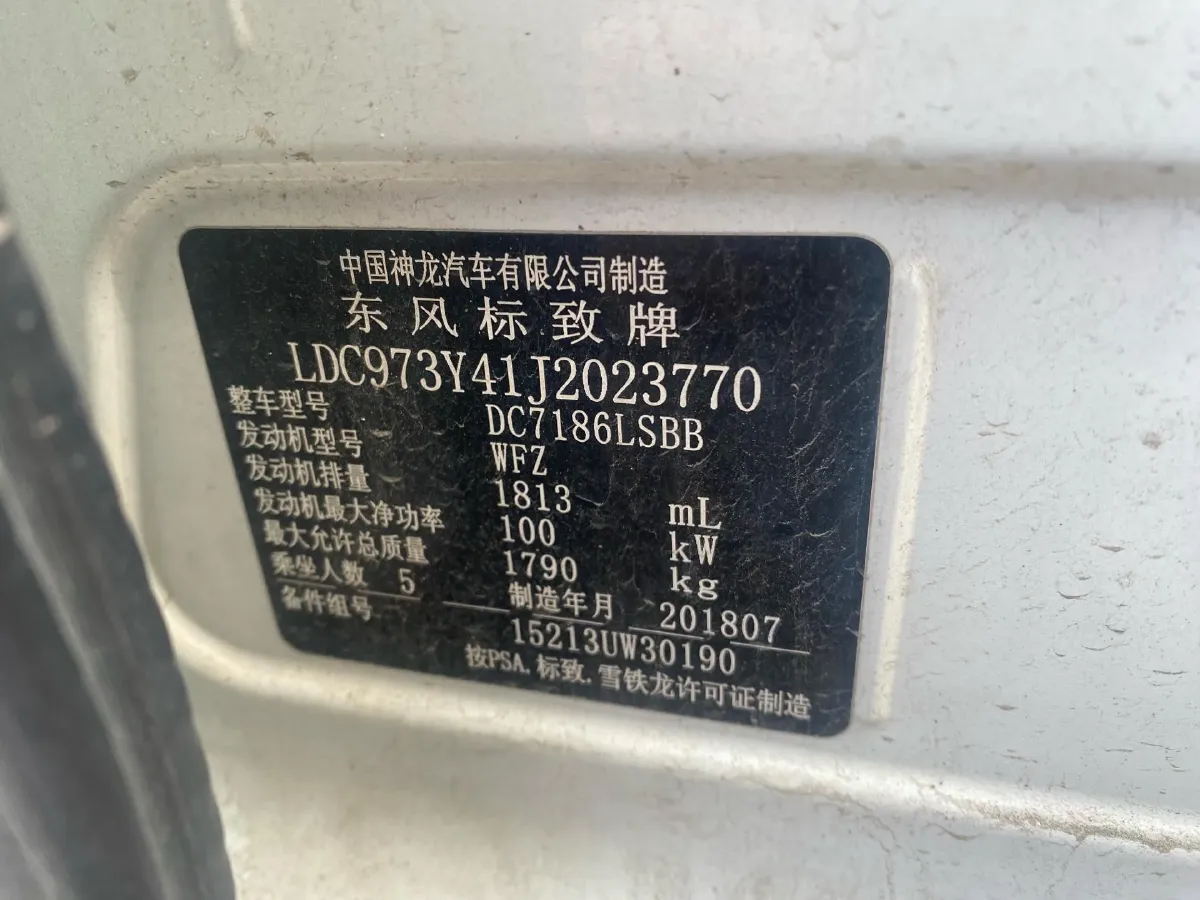 中国神龙汽车有限公司制造
东风标致牌
LDC973Y41J2023770
整车型号 DC7186LSBB
发动机型号 WFZ
发动机排量 1813 mL
发动机最大净功率 100 kW
最大允许总质量 1790 kg
乘坐人数 5 制造年月 201807
备件组号 15213UW30190
按PSA.标致.雪铁龙许可证制造